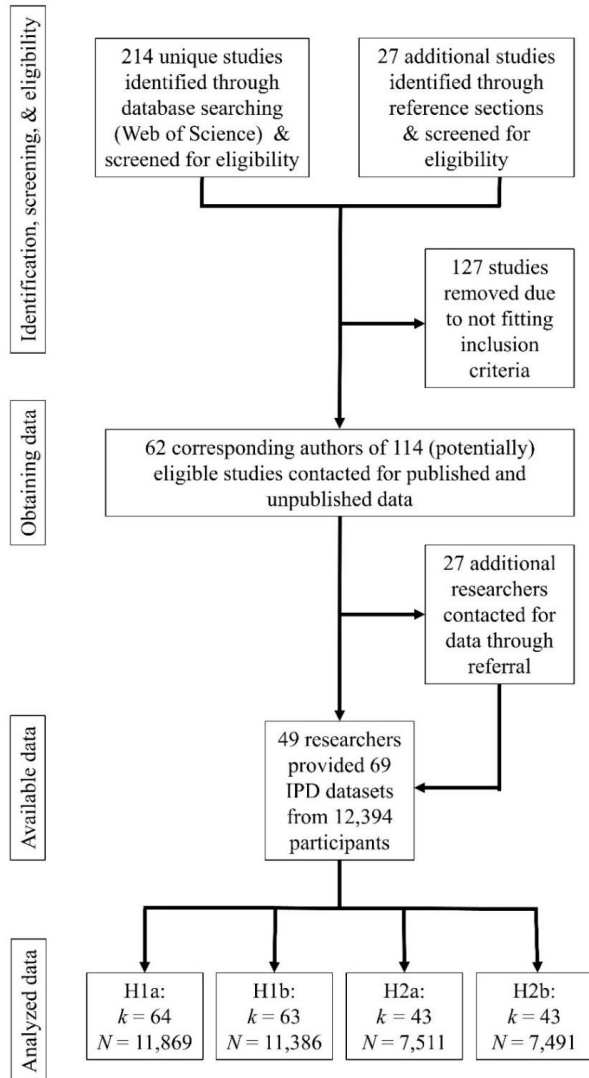 Identification, screening, & eligibility
214 unique studies
identified through
database searching
(Web of Science) &
screened for eligibility
27 additional studies
identified through
reference sections
& screened for
eligibility
127 studies
removed due
to not fitting
inclusion
criteria
Obtaining data
62 corresponding authors of 114 (potentially)
eligible studies contacted for published and
unpublished data
27 additional
researchers
contacted for
data through
referral
Available data
49 researchers
provided 69
IPD datasets
from 12,394
participants
Analyzed data
H1a:
k = 64
N = 11,869
H1b:
k = 63
N = 11,386
H2a:
k = 43
N = 7,511
H2b:
k = 43
N = 7,491